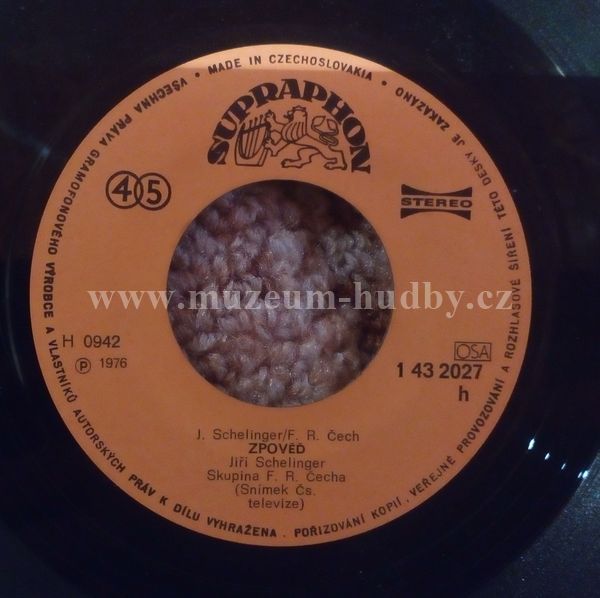 • MADE IN CZECHOSLOVAKIA •
VŠECHNA PRÁVA GRAMOFONOVÉHO VÝROBCE A VLASTNÍKŮ AUTORSKÝCH PRÁV K DÍLU VYHRAŽENA . POŘIZOVÁNÍ KOPIÍ . VEŘEJNÉ PROVOZOVÁNÍ A ROZHLASOVÉ ŠÍŘENÍ TÉTO DESKY JE ZAKÁZÁNO
SUPRAPHON
45
STEREO
www.muzeum-hudby.cz
H 0942
Ⓟ 1976
OSA
1 43 2027
h
J. Schelinger/F. R. Čech
ZPOVĚĎ
Jiří Schelinger
Skupina F. R. Čecha
(Snímek Čs.
televize)